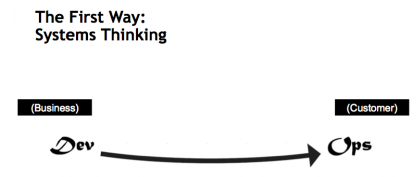 The First Way:
Systems Thinking
(Business)
(Customer)
Dev
Ops